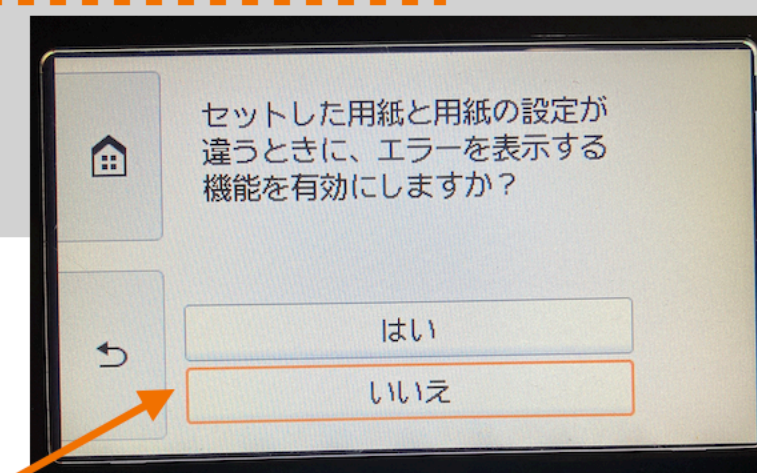 セットした用紙と用紙の設定が
違うときに、エラーを表示する
機能を有効にしますか？
はい
いいえ